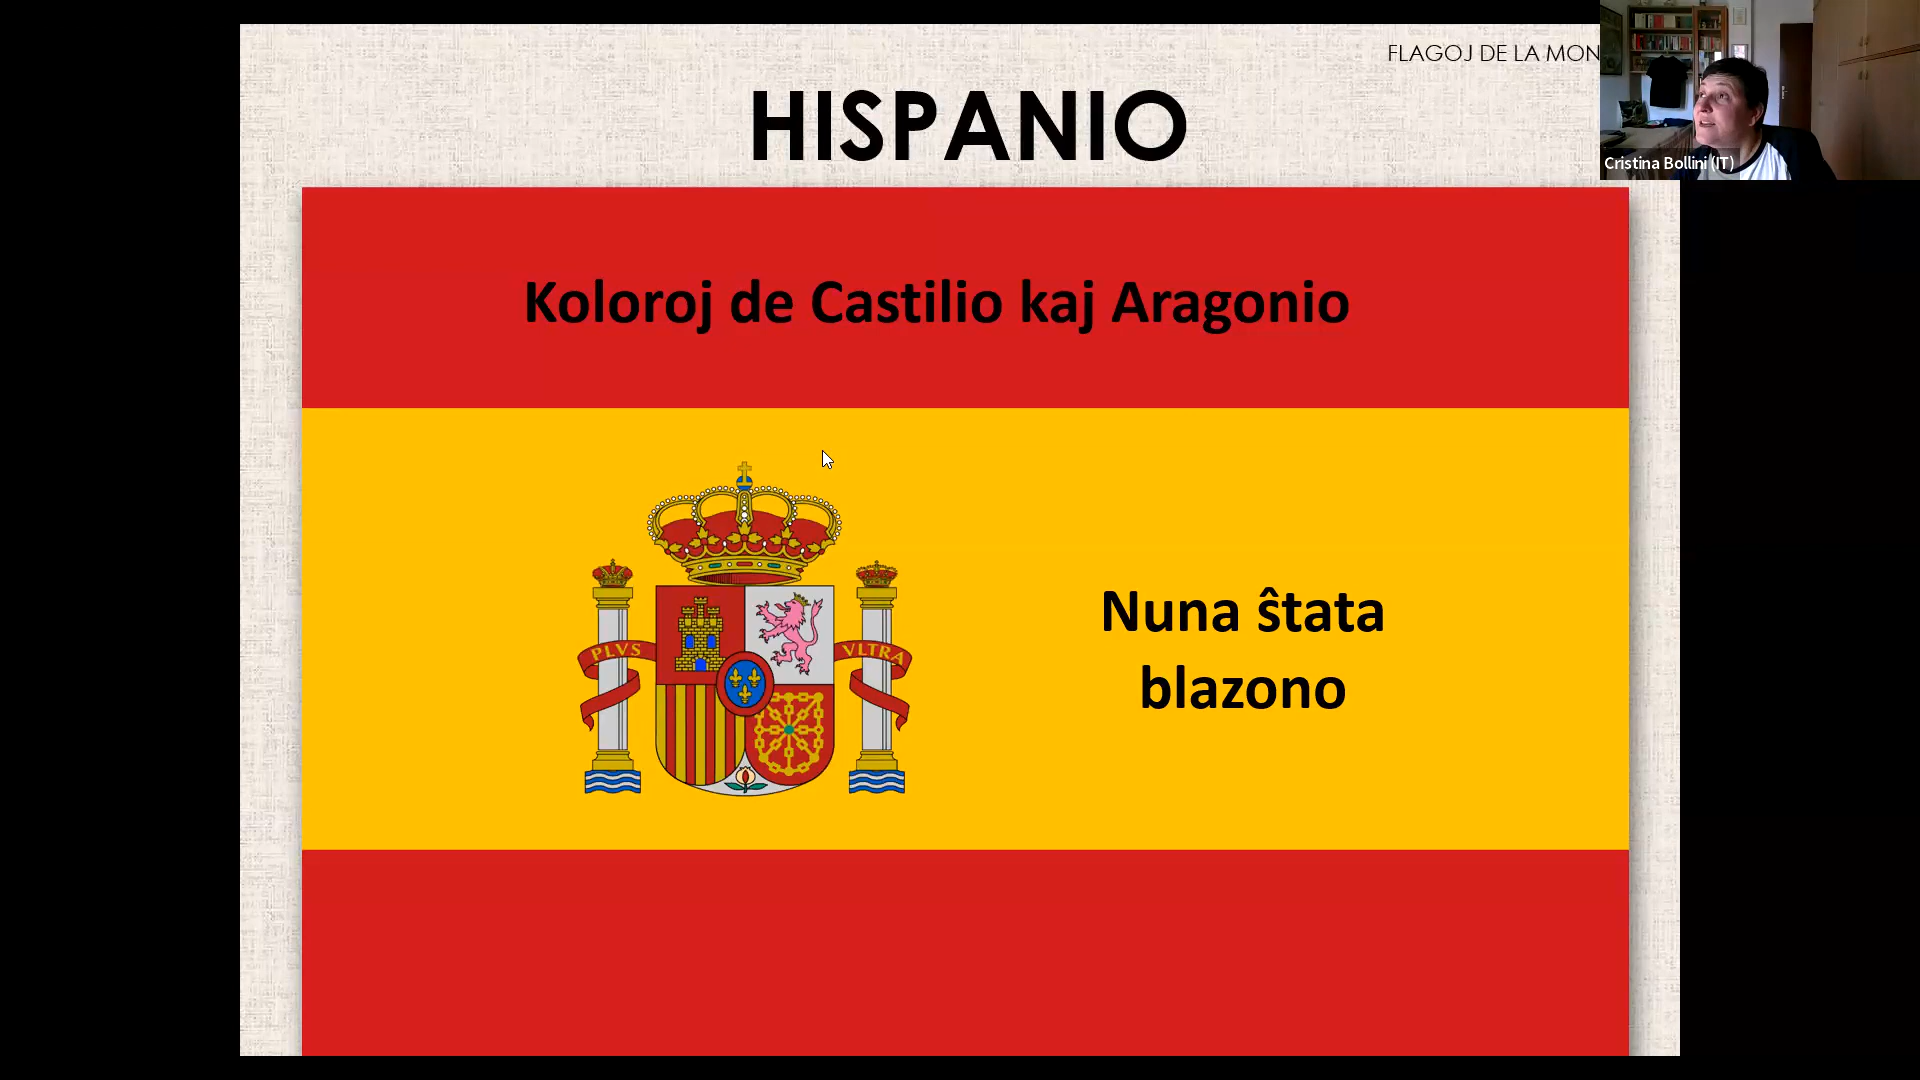 FLAGOJ DE LA MON
HISPANIO
Cristina Bollini (IT)
Koloroj de Castilio kaj Aragonio
Nuna ŝtata
blazono
PLVS
VLTRA